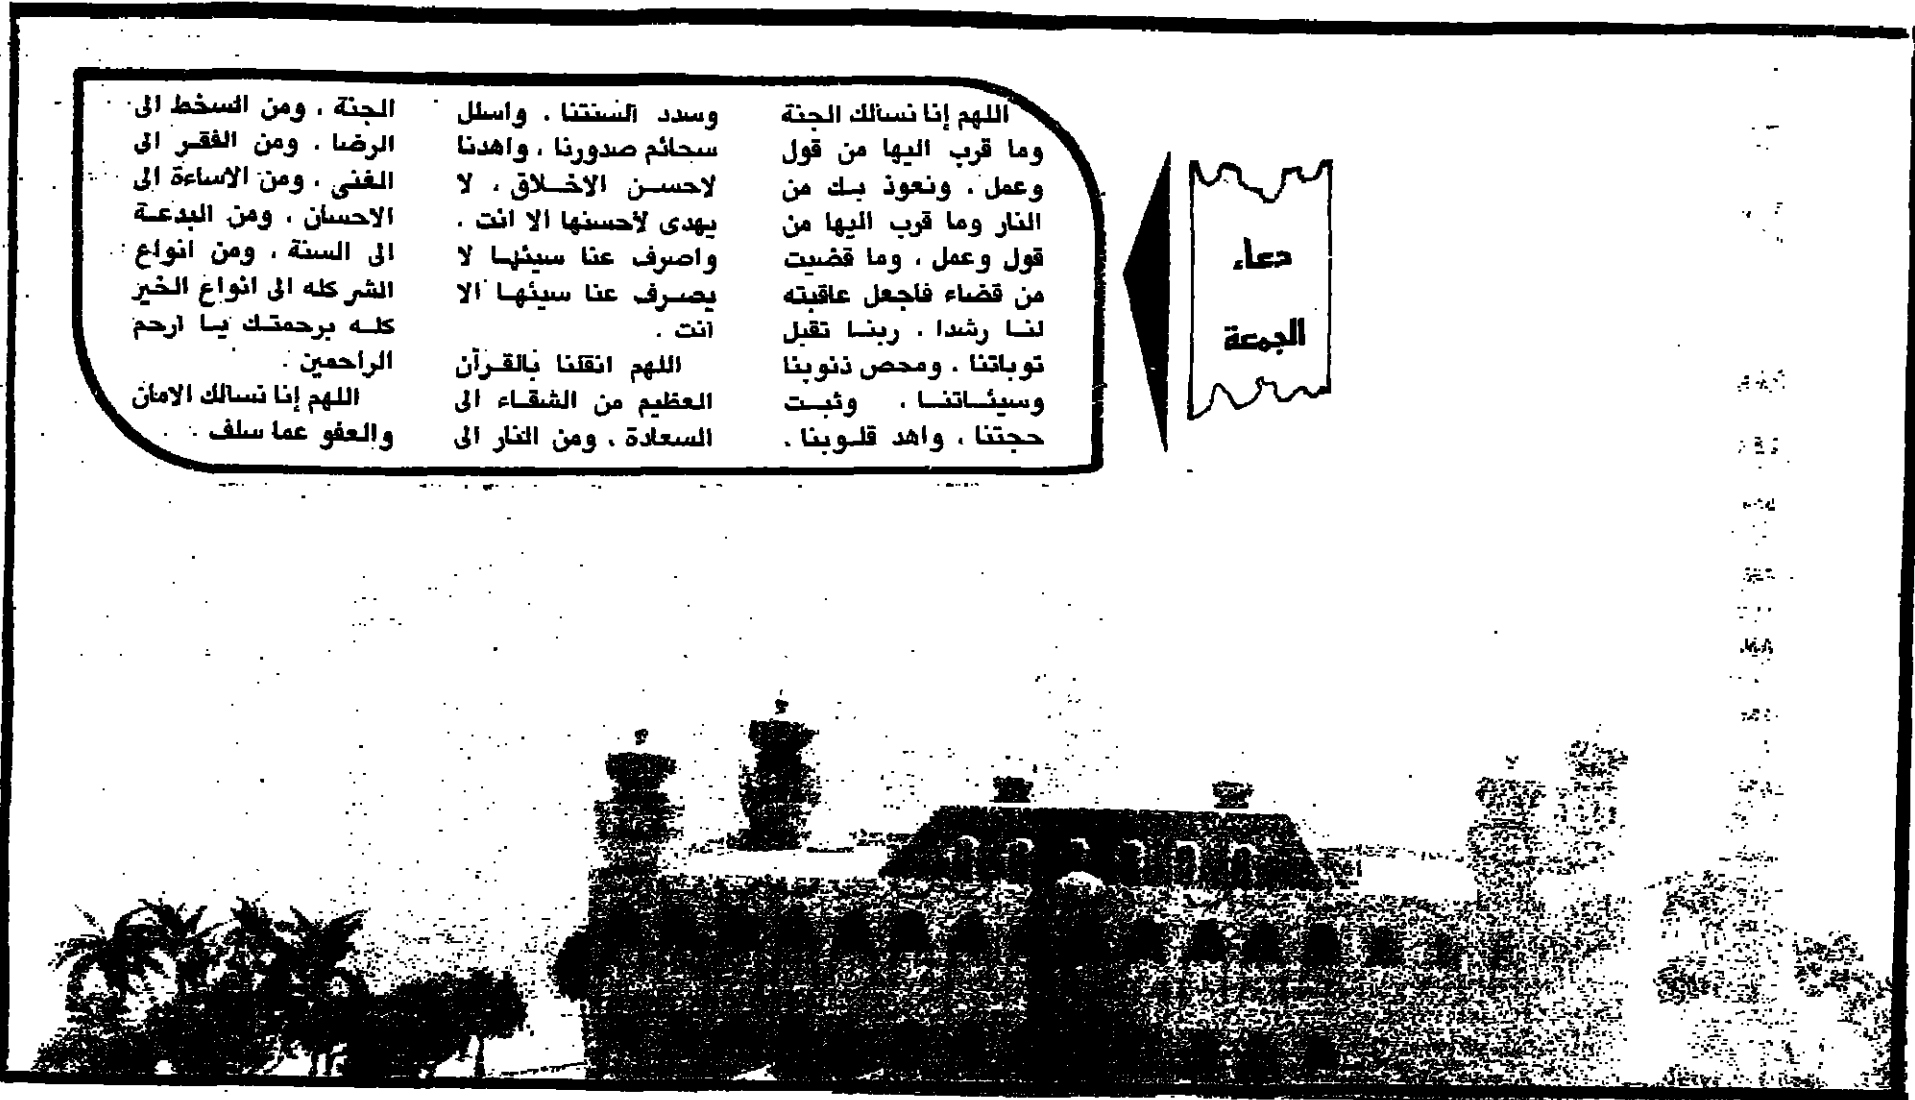 دعاء
الجمعة
اللهم إنا نسالك الجنة
وما قرب اليها من قول
وعمل ، ونعوذ بك من
النار وما قرب اليها من
قول وعمل ، وما قضيت
من قضاء فاجعل عاقبته
لنا رشدا ، ربنا تقبل
توباتنا ، ومحص ذنوبنا
وسيئاتنا ، وثبت
حجتنا ، واهد قلوبنا ،
وسدد السنتنا ، واسلل
سحائم صدورنا ، واهدنا
لاحسن الاخلاق ، لا
يهدى لأحسنها الا انت ،
واصرف عنا سيئها لا
يصرف عنا سيئها الا
انت .
اللهم انقلنا بالقرآن
العظيم من الشقاء الى
السعادة ، ومن النار الى
الجنة ، ومن السخط الى
الرضا ، ومن الفقر الى
الغنى ، ومن الاساءة الى
الاحسان ، ومن البدعة
الى السنة ، ومن انواع
الشر كله الى انواع الخير
كله برحمتك يا ارحم
الراحمين .
اللهم إنا نسالك الامان
والعفو عما سلف .